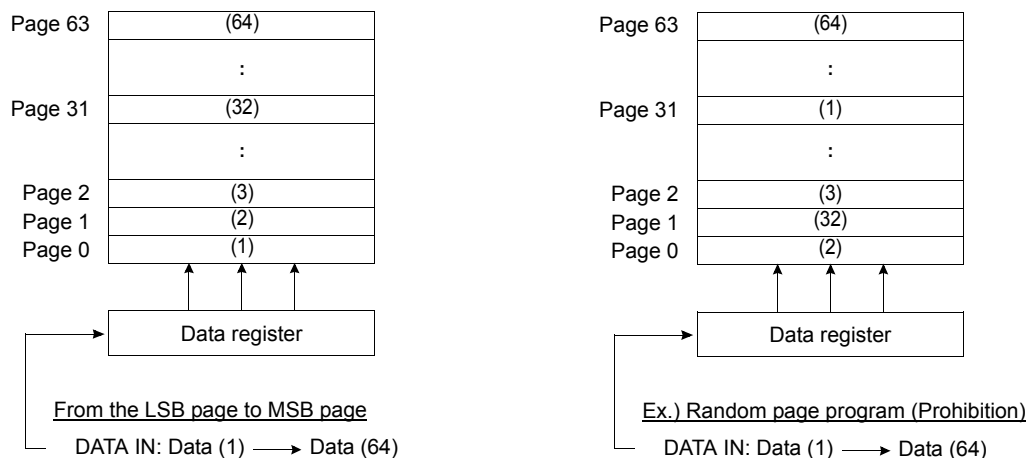 Page 63 (64)
:
Page 31 (32)
:
Page 2 (3)
Page 1 (2)
Page 0 (1)
Data register
From the LSB page to MSB page
DATA IN: Data (1) Data (64)
Page 63 (64)
:
Page 31 (1)
:
Page 2 (3)
Page 1 (32)
Page 0 (2)
Data register
Ex.) Random page program (Prohibition)
DATA IN: Data (1) Data (64)